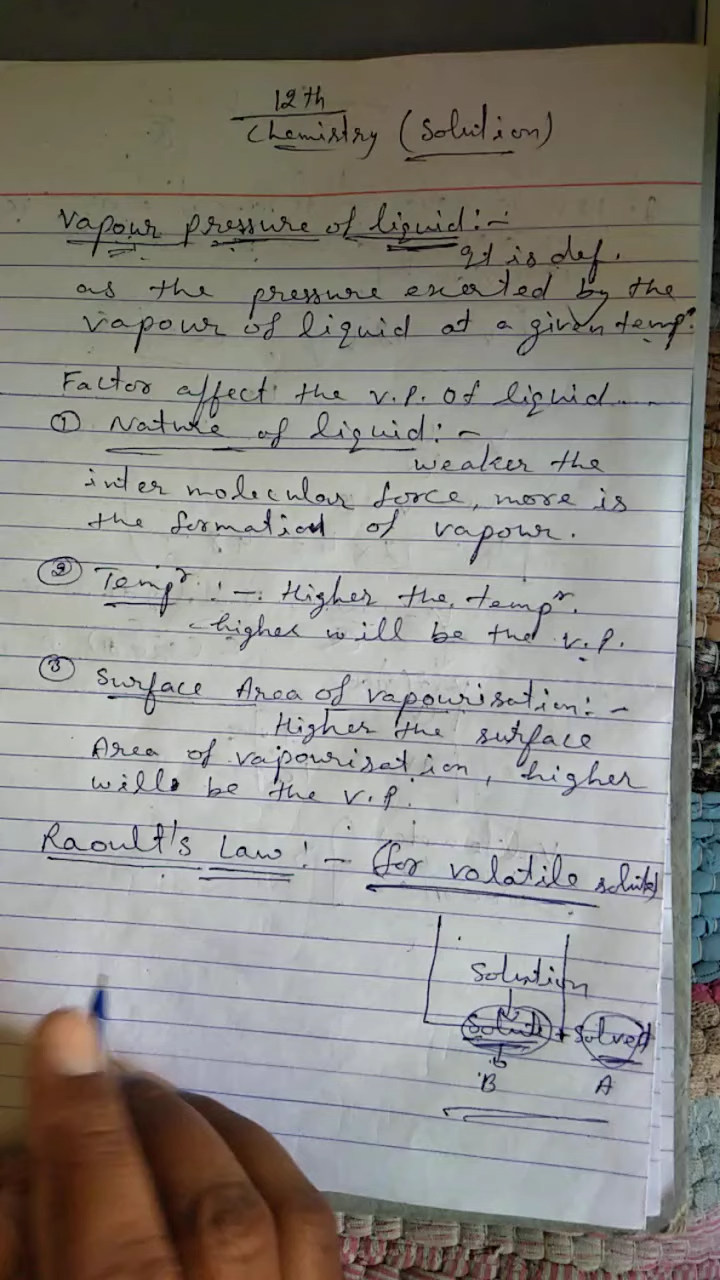 12th
Chemistry (Solution)
Vapour pressure of liquid:-
It is def.
as the pressure exerted by the
vapour of liquid at a given tempr.
Factor affect the v.p. of liquid....
① Nature of liquid:-
weaker the
inter molecular force, more is
the formation of vapour.
② Tempr :- Higher the tempr.
higher will be the v.p.
③ Surface Area of vapourisation:-
Higher the surface
Area of vapourisation, higher
will be the v.p.
Raoult's Law:- (for volatile solute)
Solution
Solute + Solvent
B A